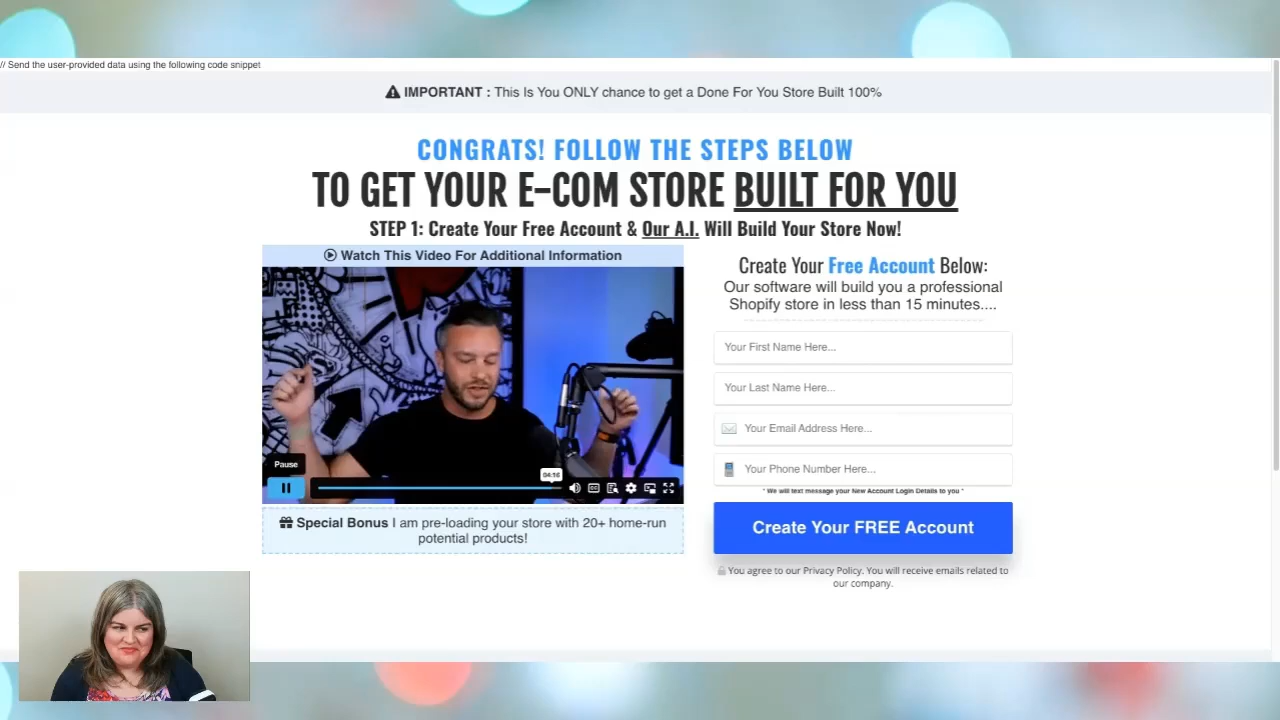 // Send the user-provided data using the following code snippet
IMPORTANT : This Is You ONLY chance to get a Done For You Store Built 100%
CONGRATS! FOLLOW THE STEPS BELOW
TO GET YOUR E-COM STORE BUILT FOR YOU
STEP 1: Create Your Free Account & Our A.I. Will Build Your Store Now!
Watch This Video For Additional Information
Pause
04:16
Special Bonus I am pre-loading your store with 20+ home-run
potential products!
Create Your Free Account Below:
Our software will build you a professional
Shopify store in less than 15 minutes....
Your First Name Here...
Your Last Name Here...
Your Email Address Here...
Your Phone Number Here...
* We will text message your New Account Login Details to you *
Create Your FREE Account
You agree to our Privacy Policy. You will receive emails related to
our company.